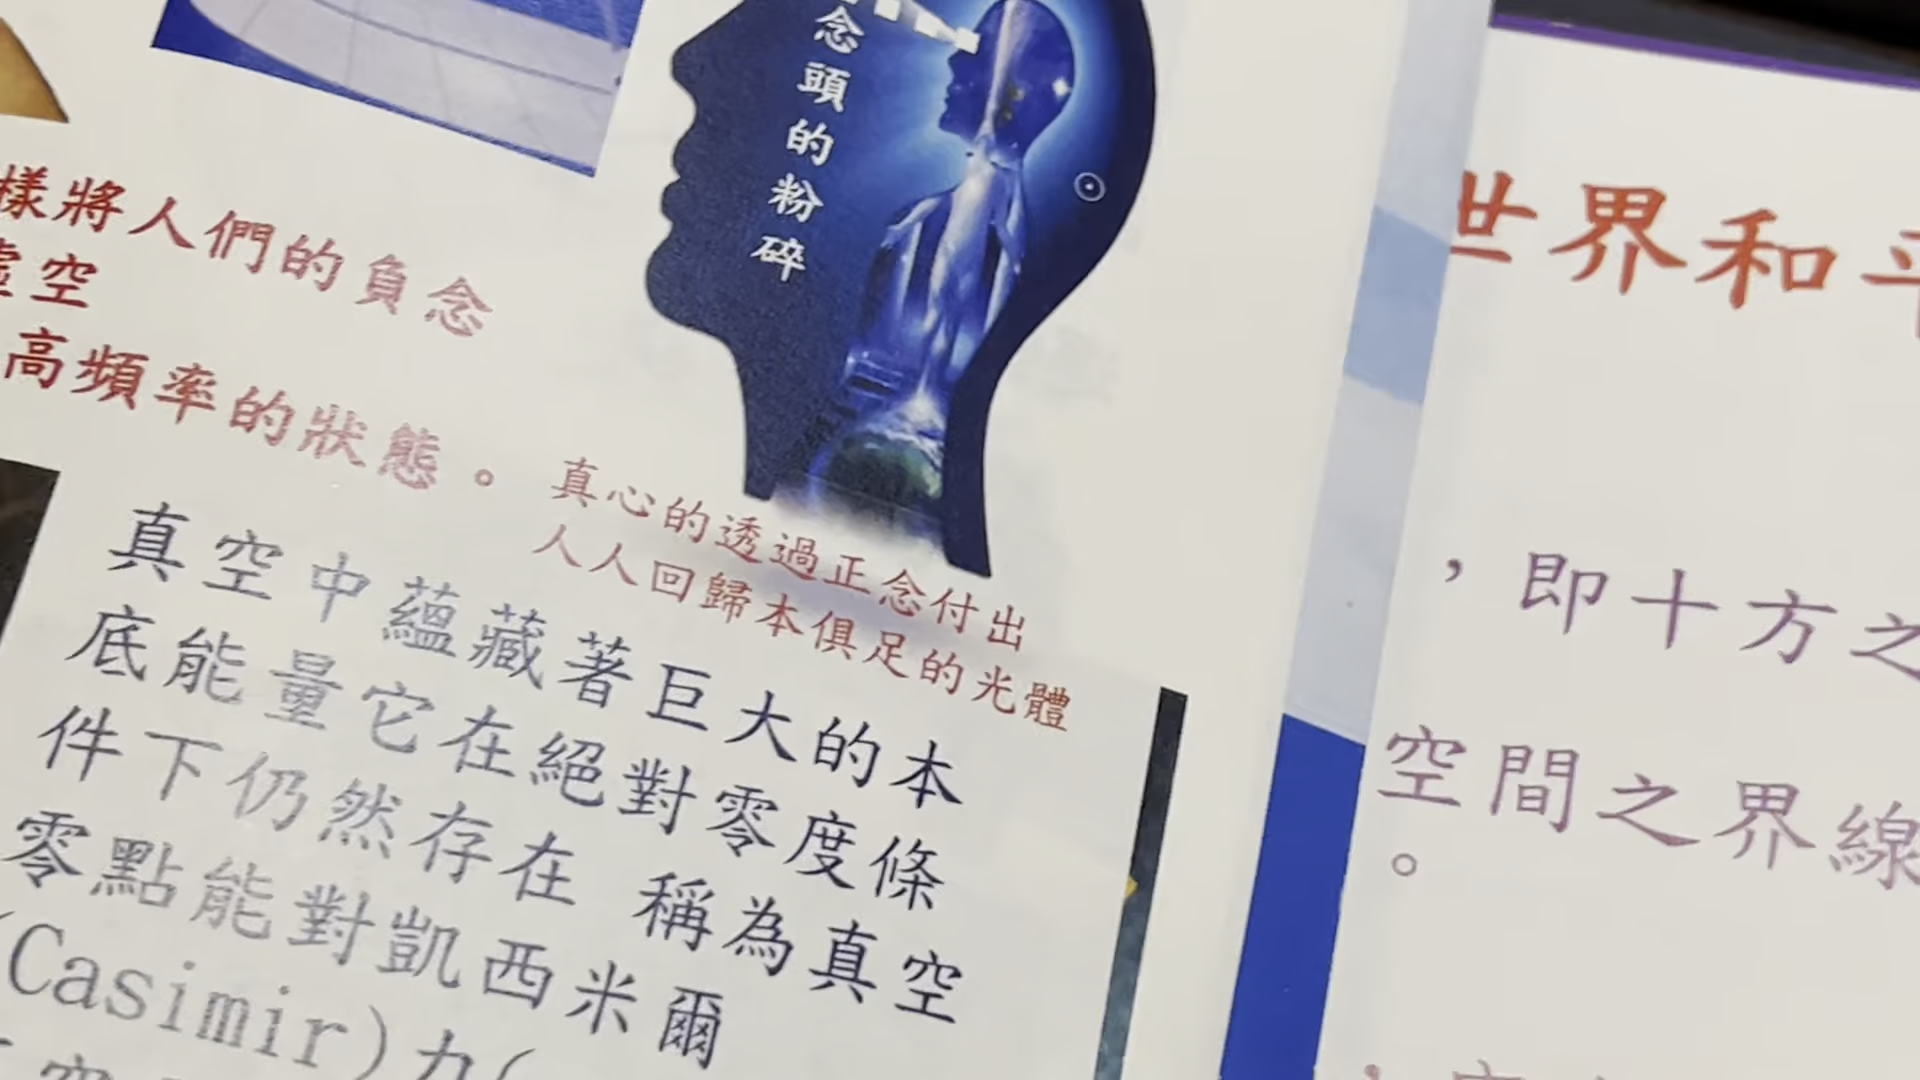 念頭的粉碎
樣將人們的負念
虛空
高頻率的狀態。
真心的透過正念付出
人人回歸本俱足的光體
真空中蘊藏著巨大的本
底能量它在絕對零度條
件下仍然存在 稱為真空
零點能對凱西米爾
(Casimir)力(
世界和平
,即十方之
空間之界線
。